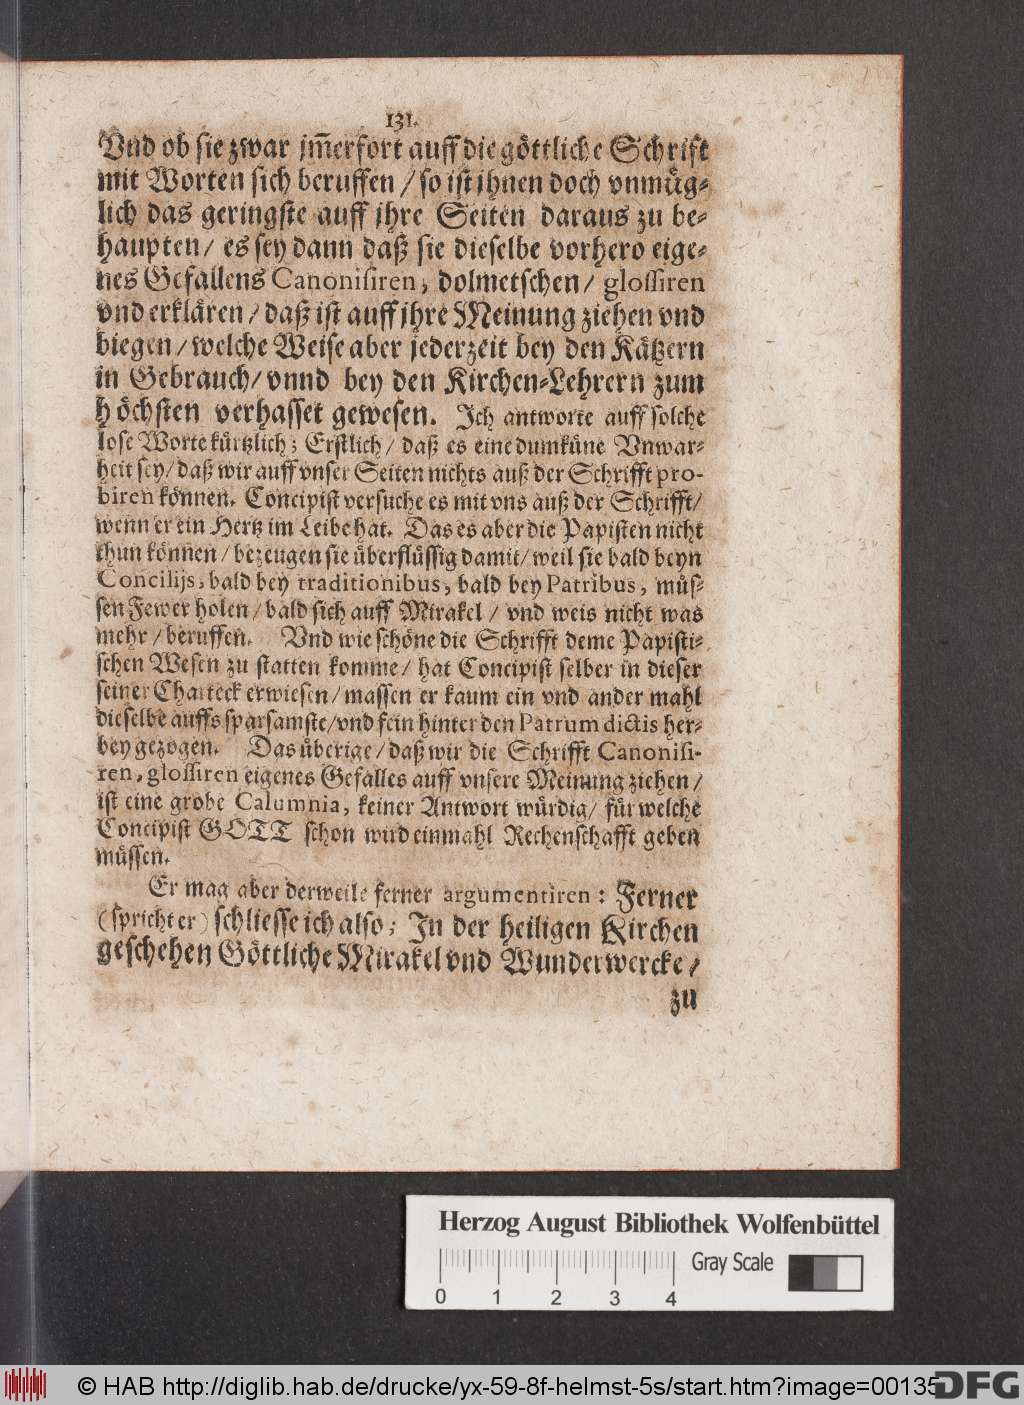 131.
Vnd ob sie zwar jm̃erfort auff die göttliche Schrift
mit Worten sich beruffen / so ist jhnen doch vnmüg-
lich das geringste auff jhre Seiten daraus zu be-
haupten / es sey dann daß sie dieselbe vorhero eige-
nes Gefallens Canonisiren, dolmetschen / glossiren
vnd erklären / daß ist auff jhre Meinung ziehen vnd
biegen / welche Weise aber jederzeit bey den Kätzern
in Gebrauch / vnnd bey den Kirchen-Lehrern zum
höchsten verhasset gewesen. Ich antworte auff solche
lose Worte kürtzlich; Erstlich / daß es eine dumküne Vnwar-
heit sey / daß wir auff vnser Seiten nichts auß der Schrifft pro-
biren können. Concipist versuche es mit vns auß der Schrifft /
wenn er ein Hertz im Leibe hat. Das es aber die Papisten nicht
thun können / bezeugen sie überflüssig damit / weil sie bald beyn
Concilijs, bald bey traditionibus, bald bey Patribus, müs-
sen Fewer holen / bald sich auff Mirakel / vnd weis nicht was
mehr / beruffen. Vnd wie schöne die Schrifft deme Papisti-
schen Wesen zu statten komme / hat Concipist selber in dieser
seiner Charteck erwiesen / massen er kaum ein vnd ander mahl
dieselbe auffs sparsamste / vnd fein hinter den Patrum dictis her-
bey gezogen. Das überige / daß wir die Schrifft Canonisi-
ren, glossiren eigenes Gefalles auff vnsere Meinung ziehen /
ist eine grobe Calumnia, keiner Antwort würdig / für welche
Concipist GOTT schon wird einmahl Rechenschafft geben
müssen.
Er mag aber derweile ferner argumentiren: Ferner
(spricht er) schliesse ich also; In der heiligen Kirchen
geschehen Göttliche Mirakel vnd Wunderwercke /
zu
Herzog August Bibliothek Wolfenbüttel
Gray Scale
0 1 2 3 4
© HAB http://diglib.hab.de/drucke/yx-59-8f-helmst-5s/start.htm?image=00135
DFG